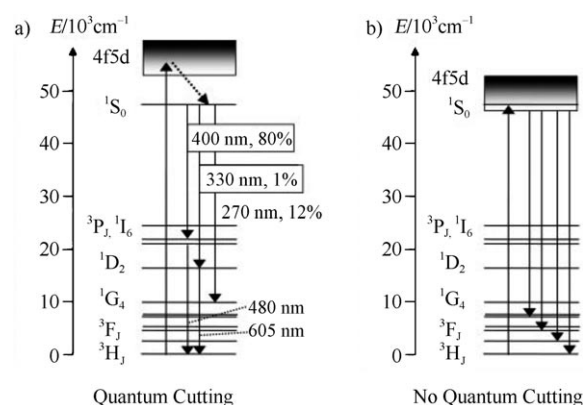 a) E/10³cm⁻¹
4f5d
50
¹S₀
40
30
20
10
0
400 nm, 80%
330 nm, 1%
270 nm, 12%
³P_J, ¹I₆
¹D₂
¹G₄
³F_J
³H_J
480 nm
605 nm
Quantum Cutting
b) E/10³cm⁻¹
4f5d
50
¹S₀
40
30
20
10
0
³P_J, ¹I₆
¹D₂
¹G₄
³F_J
³H_J
No Quantum Cutting